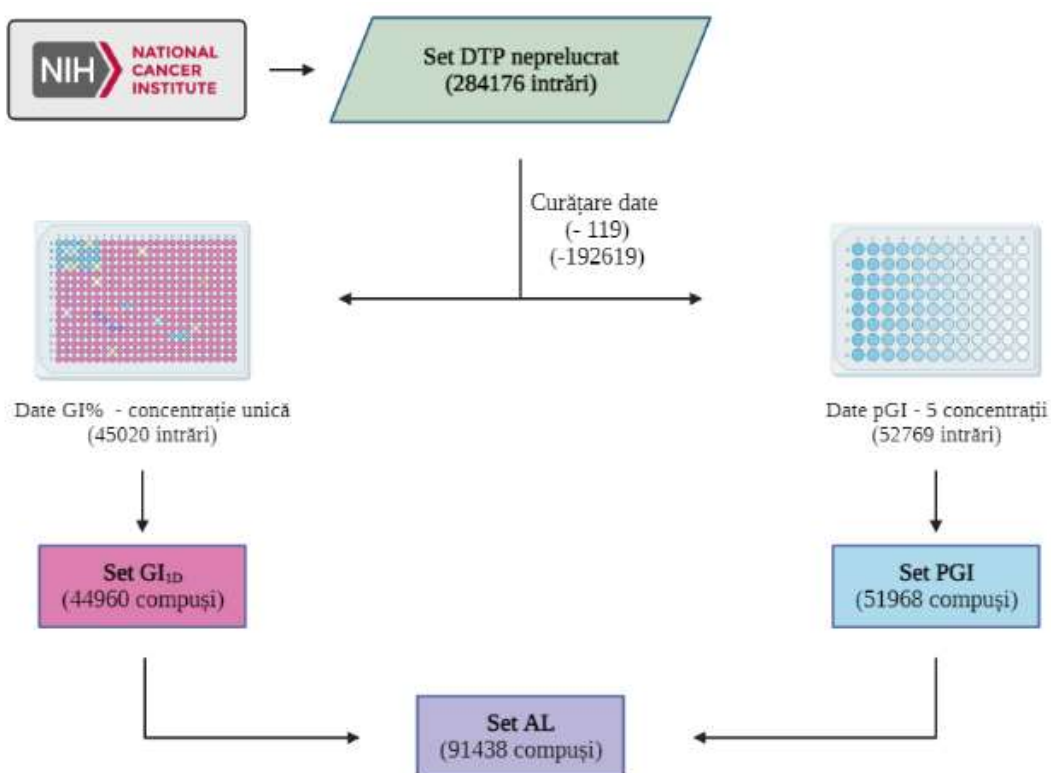 NIH
NATIONAL
CANCER
INSTITUTE
Set DTP neprelucrat
(284176 intrări)
Curățare date
(- 119)
(-192619)
Date GI% - concentrație unică
(45020 intrări)
Date pGI - 5 concentrații
(52769 intrări)
Set GI₁D
(44960 compuși)
Set PGI
(51968 compuși)
Set AL
(91438 compuși)